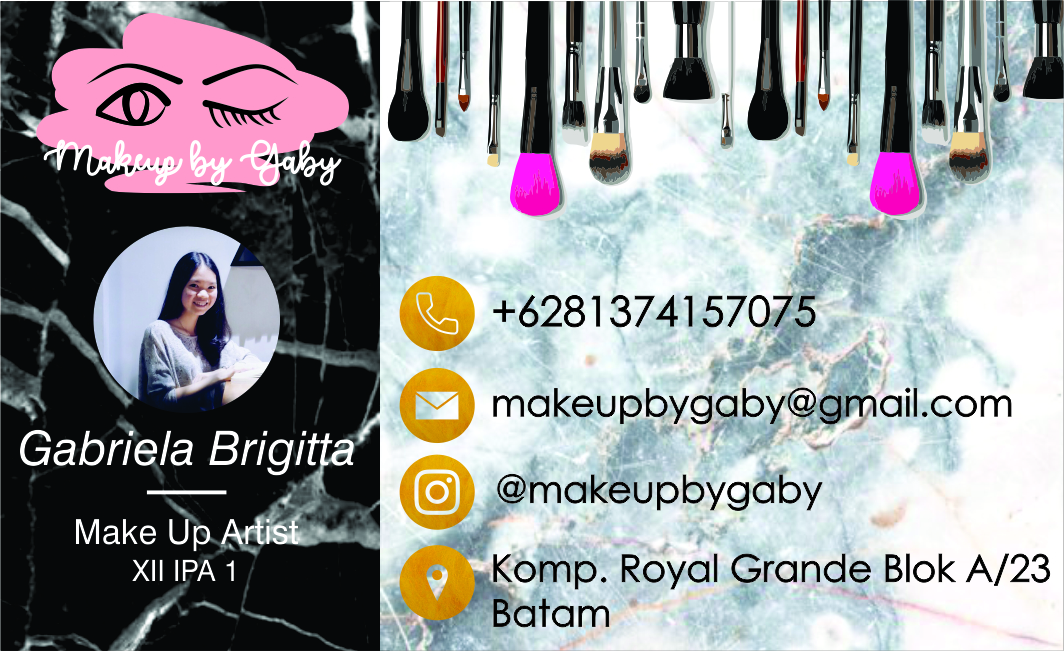 Makeup by Gaby
Gabriela Brigitta
Make Up Artist
XII IPA 1
+6281374157075
makeupbygaby@gmail.com
@makeupbygaby
Komp. Royal Grande Blok A/23
Batam